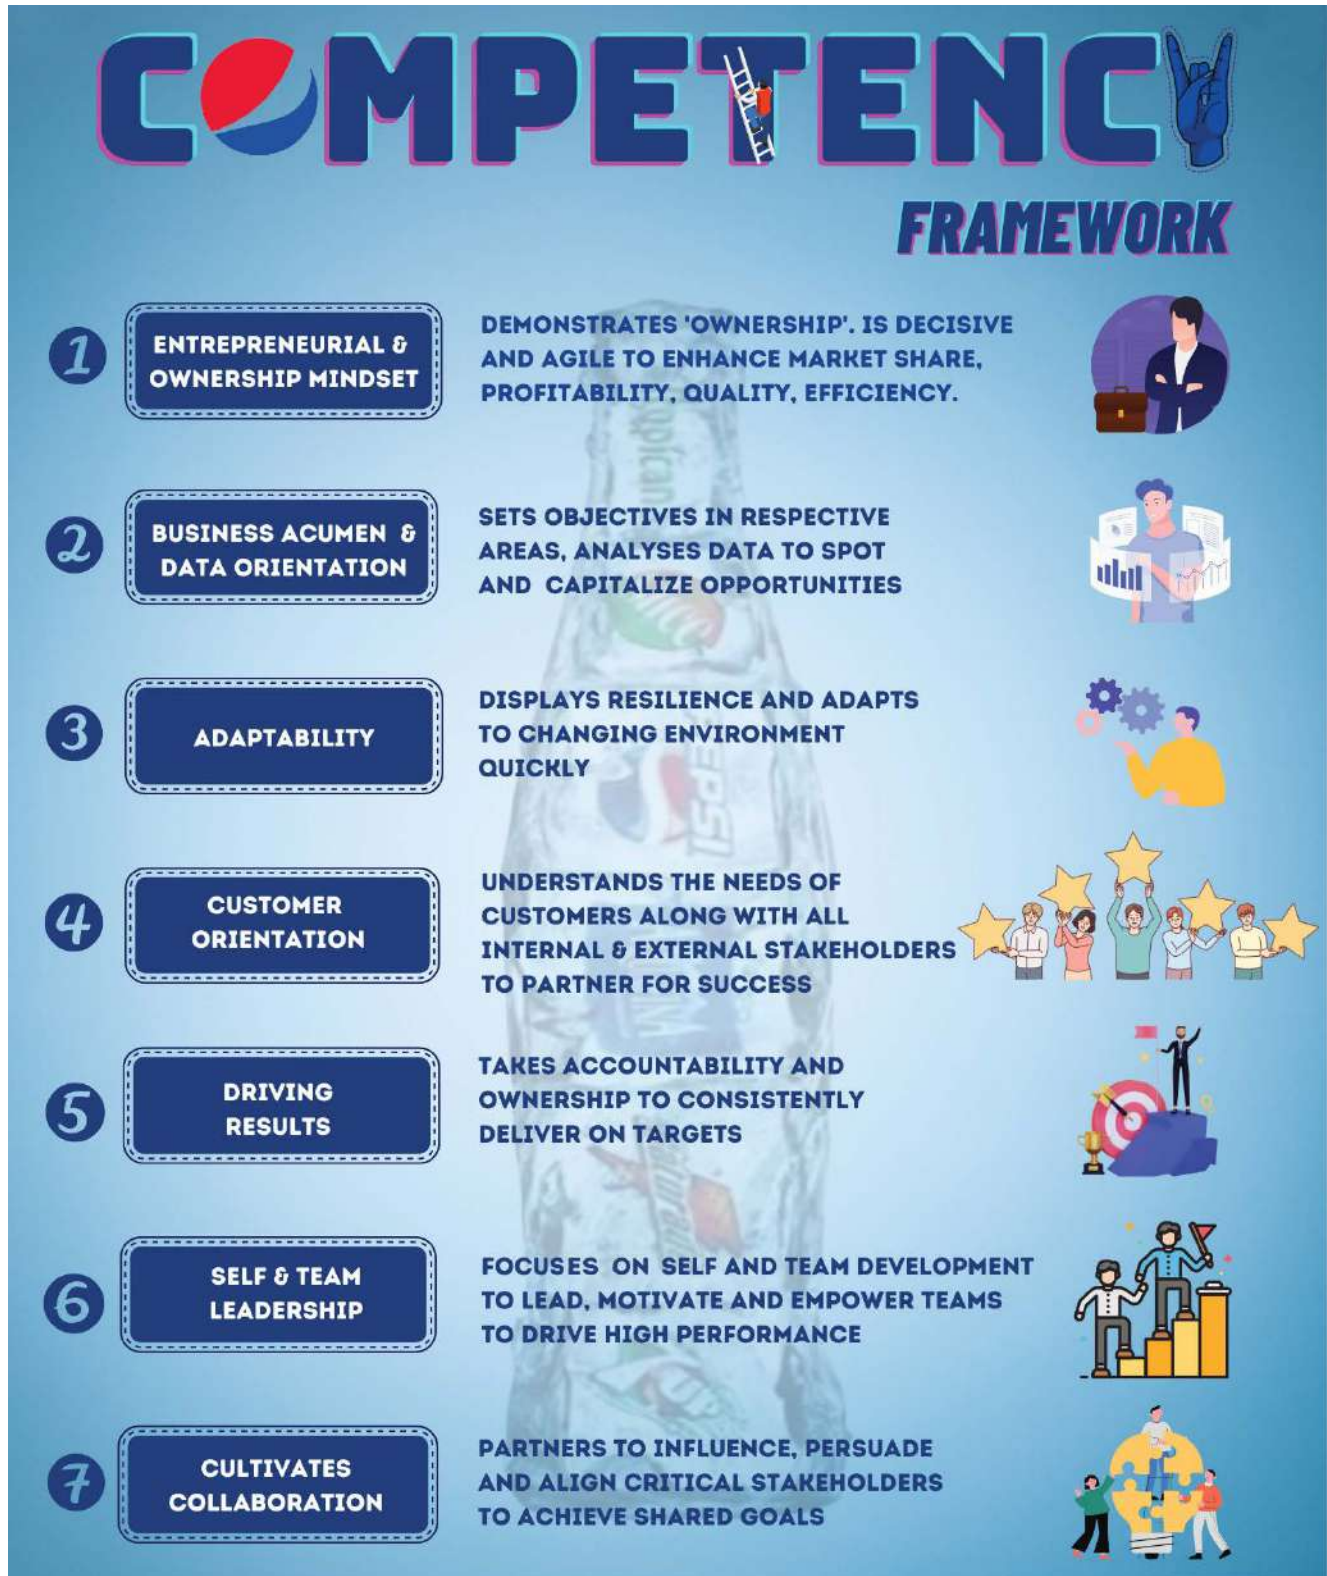 COMPETENCY
FRAMEWORK
1
ENTREPRENEURIAL &
OWNERSHIP MINDSET
DEMONSTRATES 'OWNERSHIP'. IS DECISIVE
AND AGILE TO ENHANCE MARKET SHARE,
PROFITABILITY, QUALITY, EFFICIENCY.
2
BUSINESS ACUMEN &
DATA ORIENTATION
SETS OBJECTIVES IN RESPECTIVE
AREAS, ANALYSES DATA TO SPOT
AND CAPITALIZE OPPORTUNITIES
3
ADAPTABILITY
DISPLAYS RESILIENCE AND ADAPTS
TO CHANGING ENVIRONMENT
QUICKLY
PEPSI
4
CUSTOMER
ORIENTATION
UNDERSTANDS THE NEEDS OF
CUSTOMERS ALONG WITH ALL
INTERNAL & EXTERNAL STAKEHOLDERS
TO PARTNER FOR SUCCESS
5
DRIVING
RESULTS
TAKES ACCOUNTABILITY AND
OWNERSHIP TO CONSISTENTLY
DELIVER ON TARGETS
6
SELF & TEAM
LEADERSHIP
FOCUSES ON SELF AND TEAM DEVELOPMENT
TO LEAD, MOTIVATE AND EMPOWER TEAMS
TO DRIVE HIGH PERFORMANCE
7
CULTIVATES
COLLABORATION
PARTNERS TO INFLUENCE, PERSUADE
AND ALIGN CRITICAL STAKEHOLDERS
TO ACHIEVE SHARED GOALS